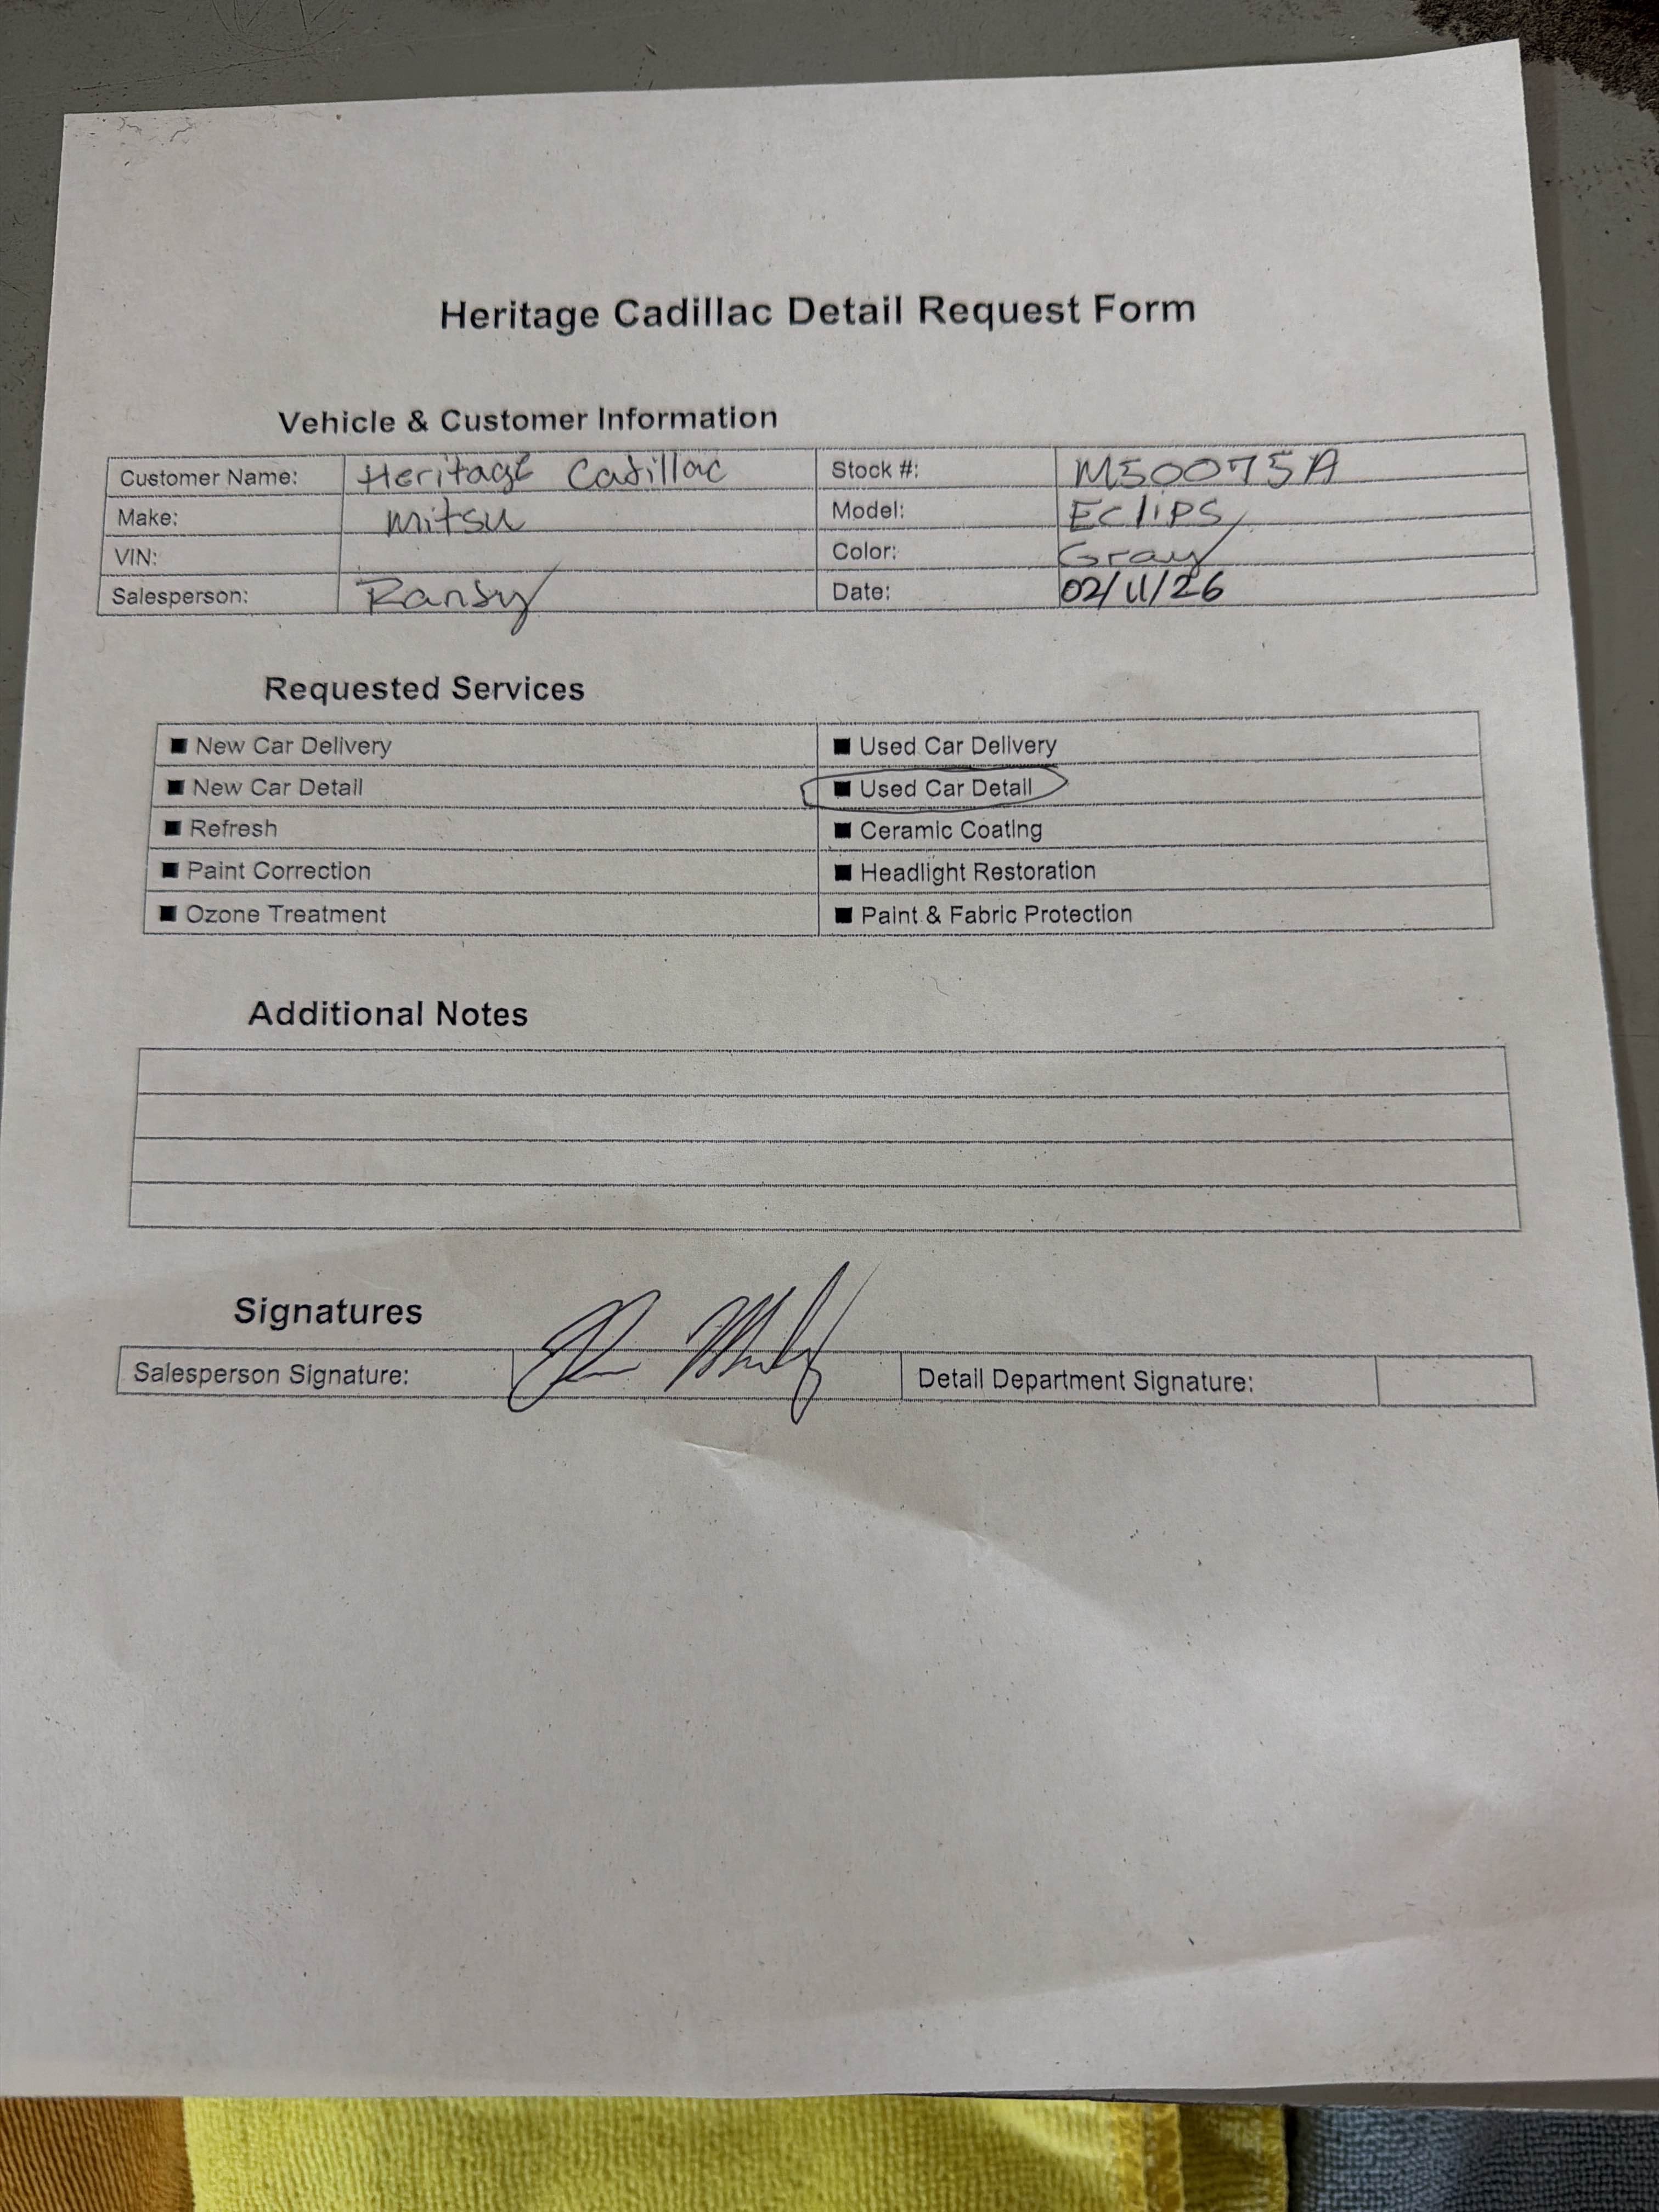 Heritage Cadillac Detail Request Form
Vehicle & Customer Information
Customer Name: Heritage Cadillac Stock #: M50075A
Make: Mitsu Model: Eclips
VIN: Color: Gray
Salesperson: Randy Date: 02/11/26
Requested Services
■ New Car Delivery ■ Used Car Delivery
■ New Car Detail ■ Used Car Detail
■ Refresh ■ Ceramic Coating
■ Paint Correction ■ Headlight Restoration
■ Ozone Treatment ■ Paint & Fabric Protection
Additional Notes
Signatures
Salesperson Signature: Detail Department Signature: